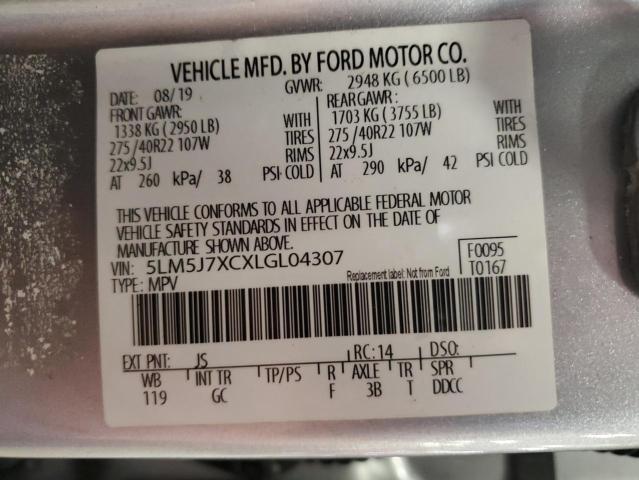 VEHICLE MFD. BY FORD MOTOR CO.
DATE: 08/19 GVWR: 2948 KG ( 6500 LB)
FRONT GAWR: REAR GAWR:
1338 KG ( 2950 LB) WITH 1703 KG ( 3755 LB) WITH
275/40R22 107W TIRES 275/40R22 107W TIRES
22x9.5J RIMS 22x9.5J RIMS
AT 260 kPa/ 38 PSI COLD AT 290 kPa/ 42 PSI COLD
THIS VEHICLE CONFORMS TO ALL APPLICABLE FEDERAL MOTOR
VEHICLE SAFETY STANDARDS IN EFFECT ON THE DATE OF
MANUFACTURE SHOWN ABOVE.
VIN: 5LM5J7XCXLGL04307 F0095
TYPE: MPV Replacement label: Not from Ford T0167
EXT PNT: JS RC: 14 DSO:
WB INT TR TP/PS R AXLE TR SPR
119 GC F 3B T DDCC